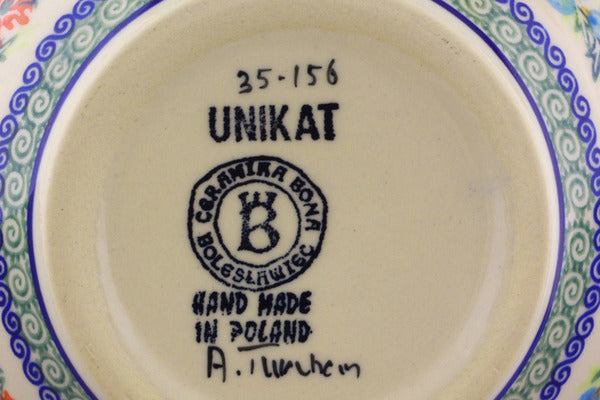 35-156
UNIKAT
CERAMIKA BONA
B
BOLESŁAWIEC
HAND MADE
IN POLAND
A.